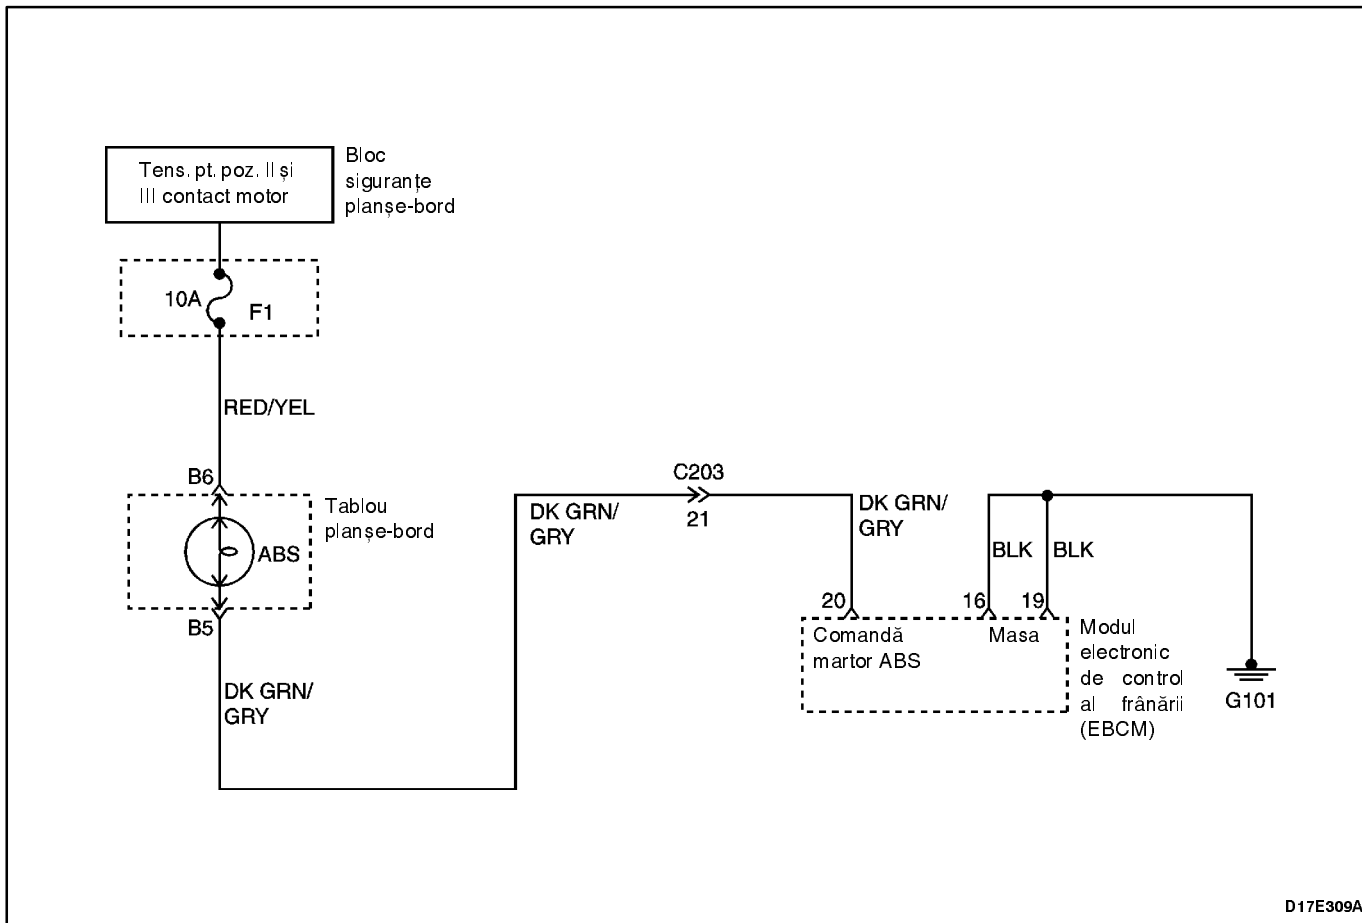 Tens. pt. poz. II și
III contact motor
Bloc
siguranțe
planșe-bord
10A
F1
RED/YEL
B6
Tablou
planșe-bord
ABS
B5
DK GRN/
GRY
DK GRN/
GRY
C203
21
DK GRN/
GRY
BLK
BLK
20
16
19
Comandă
martor ABS
Masa
Modul
electronic
de control
al frânării
(EBCM)
G101
D17E309A